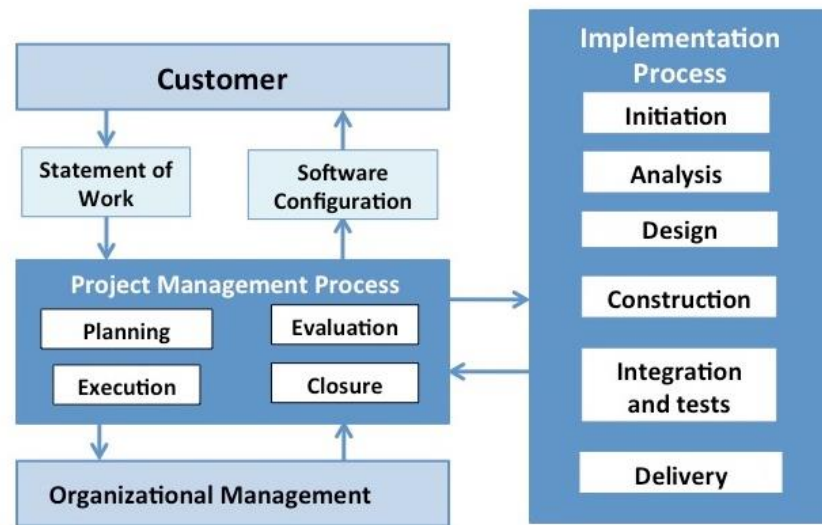 Customer
Statement of
Work
Software
Configuration
Project Management Process
Planning
Evaluation
Execution
Closure
Organizational Management
Implementation
Process
Initiation
Analysis
Design
Construction
Integration
and tests
Delivery